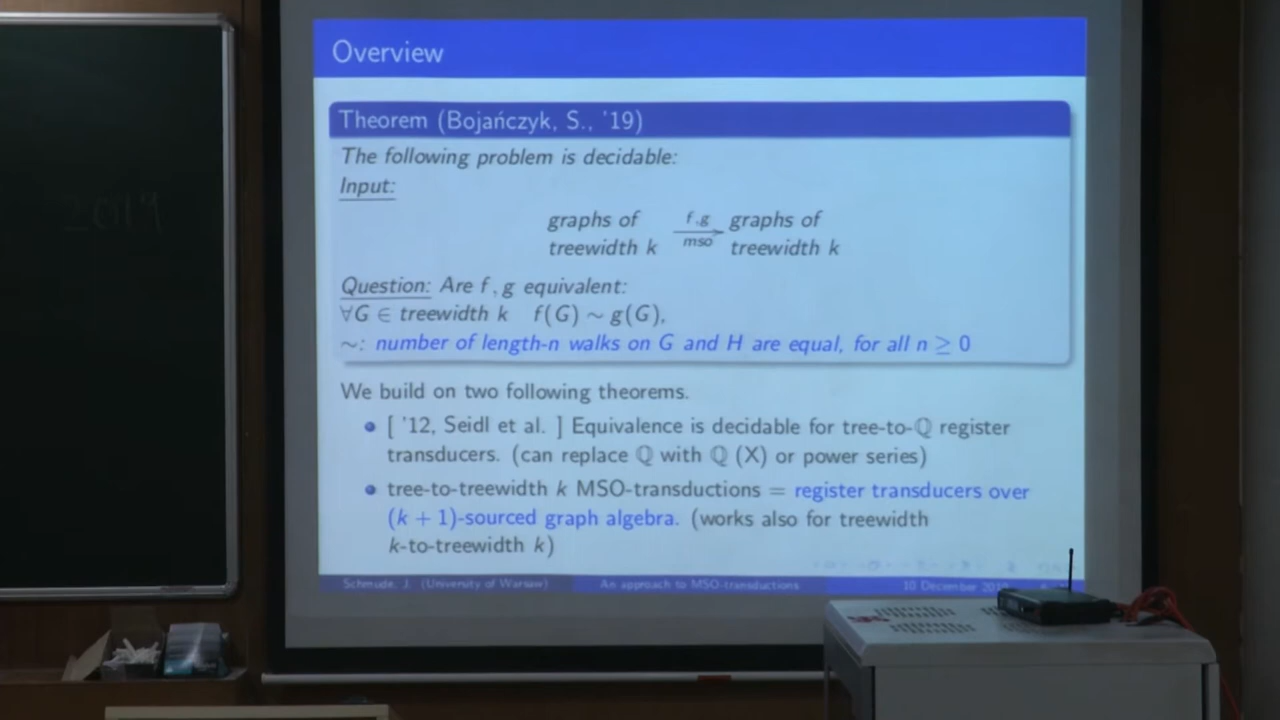 2019
Overview
Theorem (Bojańczyk, S., '19)
The following problem is decidable:
Input:
graphs of treewidth k f,g mso graphs of treewidth k
Question: Are f, g equivalent:
∀G ∈ treewidth k f(G) ~ g(G),
~: number of length-n walks on G and H are equal, for all n ≥ 0
We build on two following theorems.
• [ '12, Seidl et al. ] Equivalence is decidable for tree-to-ℚ register
transducers. (can replace ℚ with ℚ (X) or power series)
• tree-to-treewidth k MSO-transductions = register transducers over
(k + 1)-sourced graph algebra. (works also for treewidth
k-to-treewidth k)
Schmude, J. (University of Warsaw) An approach to MSO-transductions 10 December